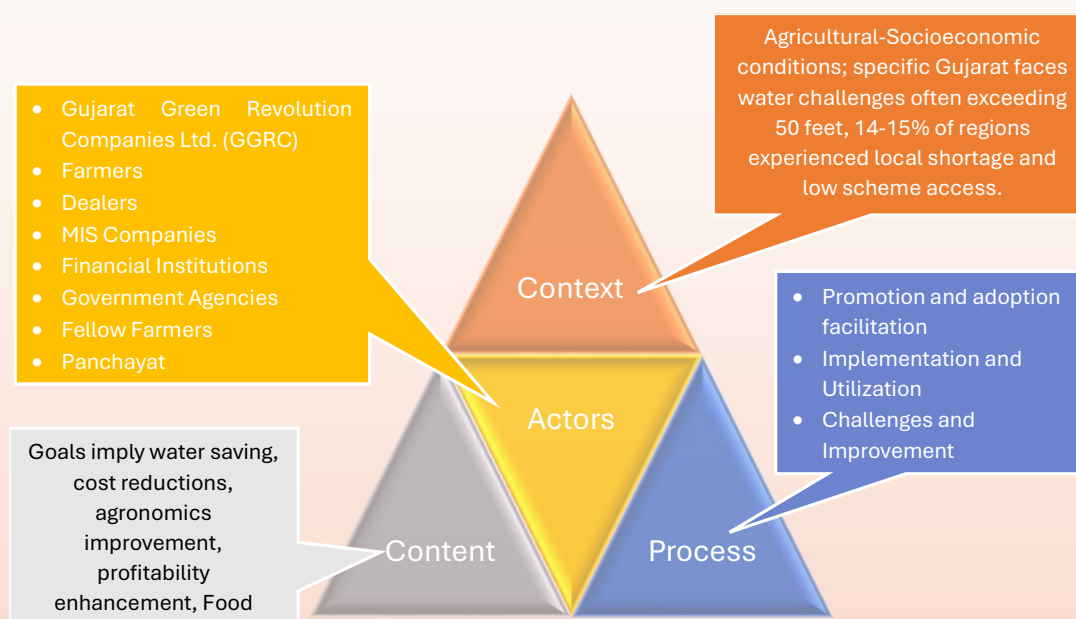 Agricultural-Socioeconomic
conditions; specific Gujarat faces
water challenges often exceeding
50 feet, 14-15% of regions
experienced local shortage and
low scheme access.
• Gujarat Green Revolution
Companies Ltd. (GGRC)
• Farmers
• Dealers
• MIS Companies
• Financial Institutions
• Government Agencies
• Fellow Farmers
• Panchayat
Context
• Promotion and adoption
facilitation
• Implementation and
Utilization
• Challenges and
Improvement
Actors
Goals imply water saving,
cost reductions,
agronomics
improvement,
profitability
enhancement, Food
Content
Process